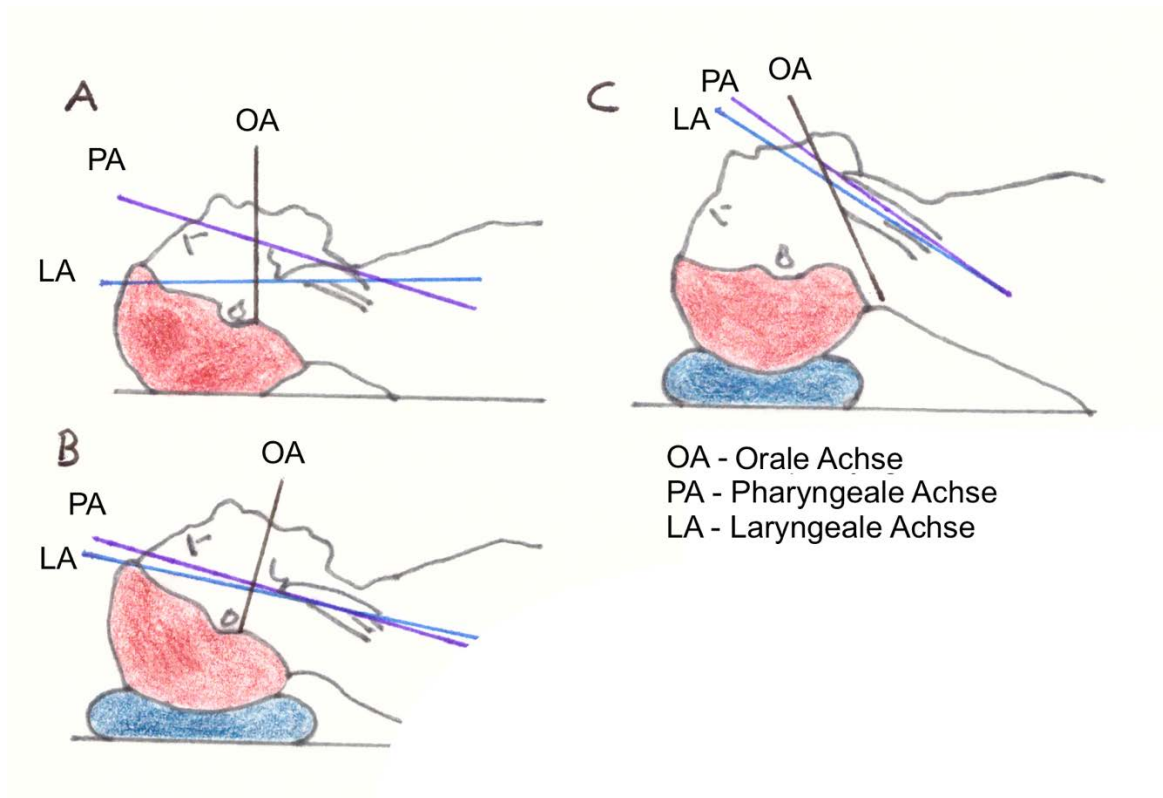 A
OA
PA
LA
B
OA
PA
LA
C
OA
PA
LA
OA - Orale Achse
PA - Pharyngeale Achse
LA - Laryngeale Achse